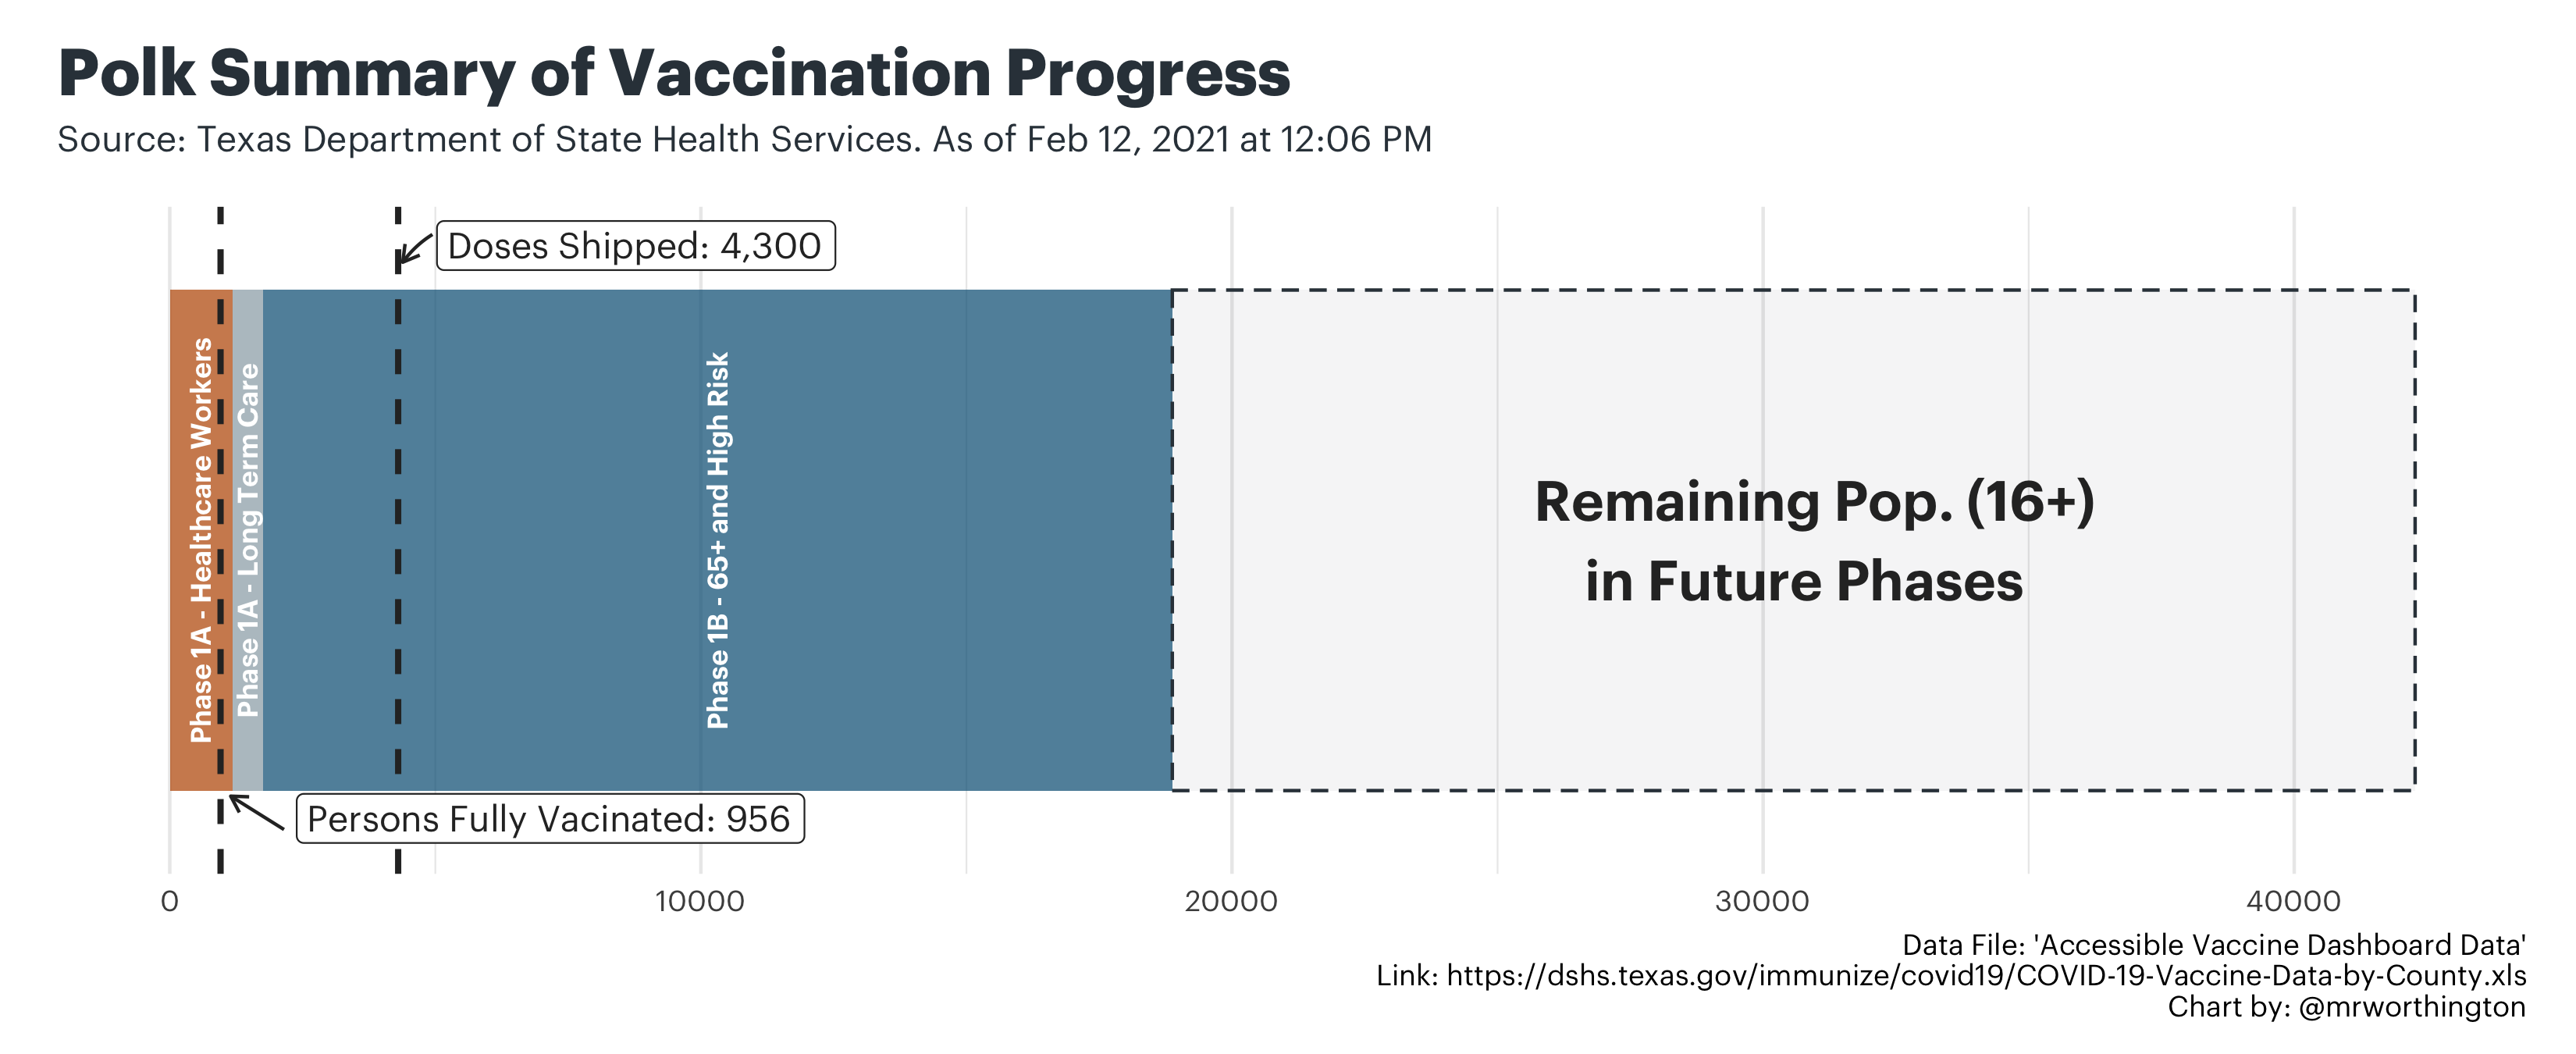 Polk Summary of Vaccination Progress
Source: Texas Department of State Health Services. As of Feb 12, 2021 at 12:06 PM
Doses Shipped: 4,300
Phase 1A - Healthcare Workers
Phase 1A - Long Term Care
Phase 1B - 65+ and High Risk
Remaining Pop. (16+)
in Future Phases
Persons Fully Vacinated: 956
0 10000 20000 30000 40000
Data File: 'Accessible Vaccine Dashboard Data'
Link: https://dshs.texas.gov/immunize/covid19/COVID-19-Vaccine-Data-by-County.xls
Chart by: @mrworthington